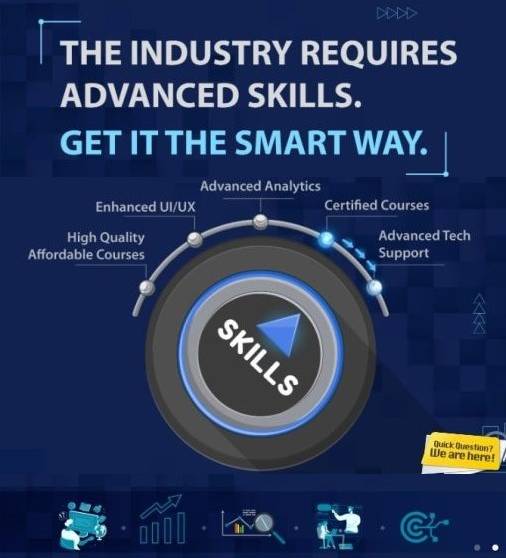 THE INDUSTRY REQUIRES
ADVANCED SKILLS.
GET IT THE SMART WAY.
Advanced Analytics
Enhanced UI/UX
Certified Courses
High Quality
Affordable Courses
Advanced Tech
Support
SKILLS
Quick Question?
We are here!